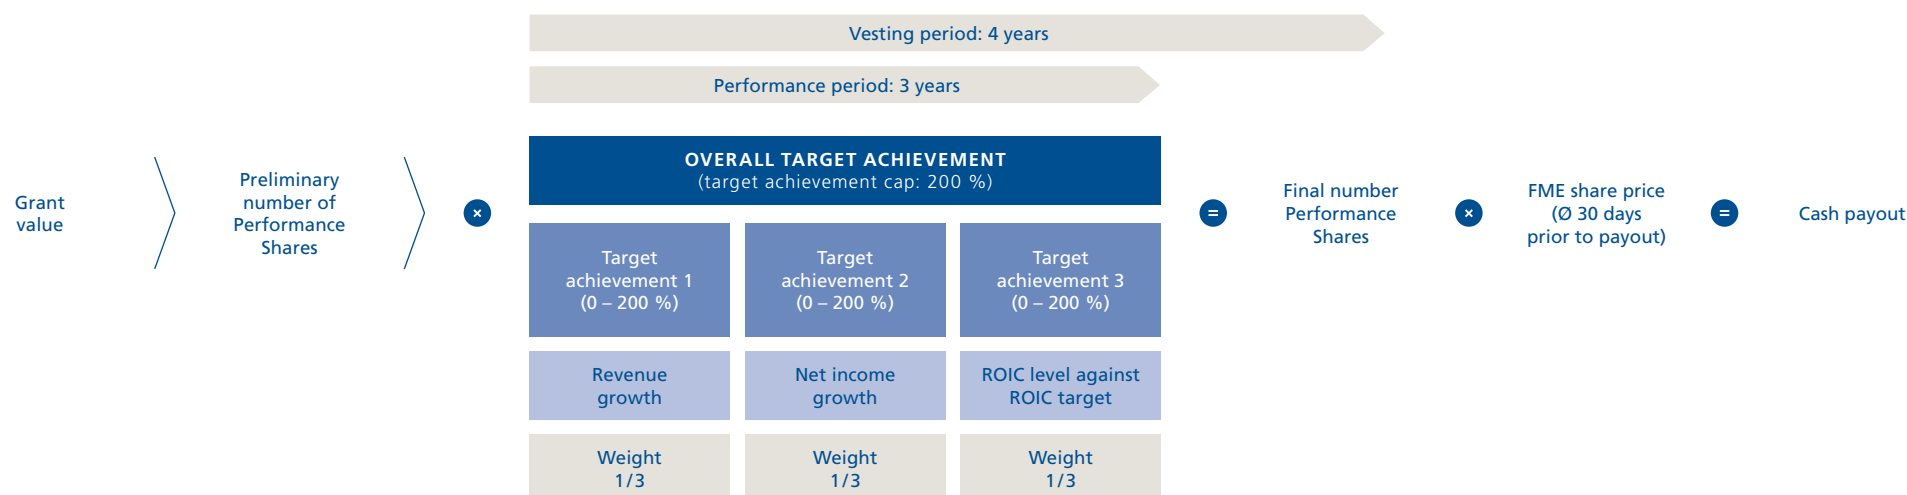 Vesting period: 4 years
Performance period: 3 years
Grant
value
Preliminary
number of
Performance
Shares
×
OVERALL TARGET ACHIEVEMENT
(target achievement cap: 200 %)
Target
achievement 1
(0 – 200 %)
Target
achievement 2
(0 – 200 %)
Target
achievement 3
(0 – 200 %)
Revenue
growth
Net income
growth
ROIC level against
ROIC target
Weight
1/3
Weight
1/3
Weight
1/3
=
Final number
Performance
Shares
×
FME share price
(Ø 30 days
prior to payout)
=
Cash payout